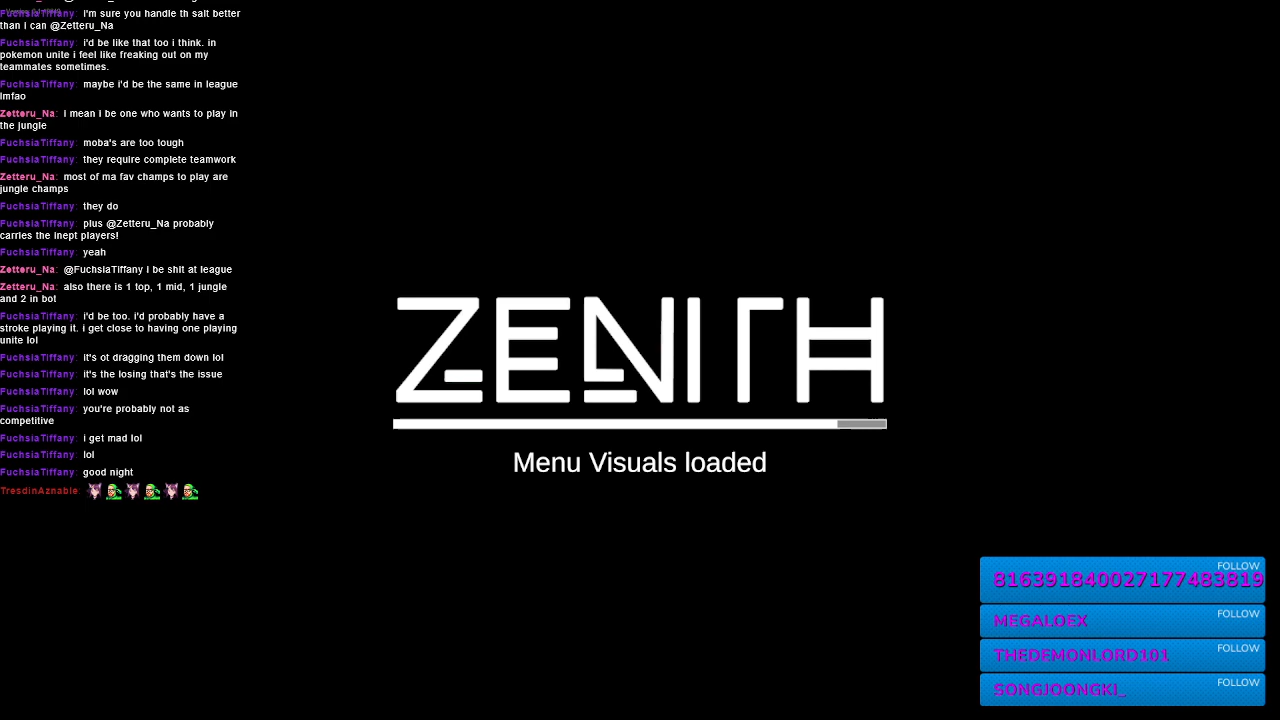 FuchsiaTiffany: i'm sure you handle th salt better
than i can @Zetteru_Na
FuchsiaTiffany: i'd be like that too i think. in
pokemon unite i feel like freaking out on my
teammates sometimes.
FuchsiaTiffany: maybe i'd be the same in league
lmfao
Zetteru_Na: I mean I be one who wants to play in
the jungle
FuchsiaTiffany: moba's are too tough
FuchsiaTiffany: they require complete teamwork
Zetteru_Na: most of ma fav champs to play are
jungle champs
FuchsiaTiffany: they do
FuchsiaTiffany: plus @Zetteru_Na probably
carries the inept players!
FuchsiaTiffany: yeah
Zetteru_Na: @FuchsiaTiffany I be shit at league
Zetteru_Na: also there is 1 top, 1 mid, 1 jungle
and 2 in bot
FuchsiaTiffany: i'd be too. i'd probably have a
stroke playing it. i get close to having one playing
unite lol
FuchsiaTiffany: it's ot dragging them down lol
FuchsiaTiffany: it's the losing that's the issue
FuchsiaTiffany: lol wow
FuchsiaTiffany: you're probably not as
competitive
FuchsiaTiffany: i get mad lol
FuchsiaTiffany: lol
FuchsiaTiffany: good night
TresdinAznable:
ZENITH
Menu Visuals loaded
FOLLOW
816391840027177483819
FOLLOW
MEGALOEX
FOLLOW
THEDEMONLORD101
FOLLOW
SONGJOONGKI_